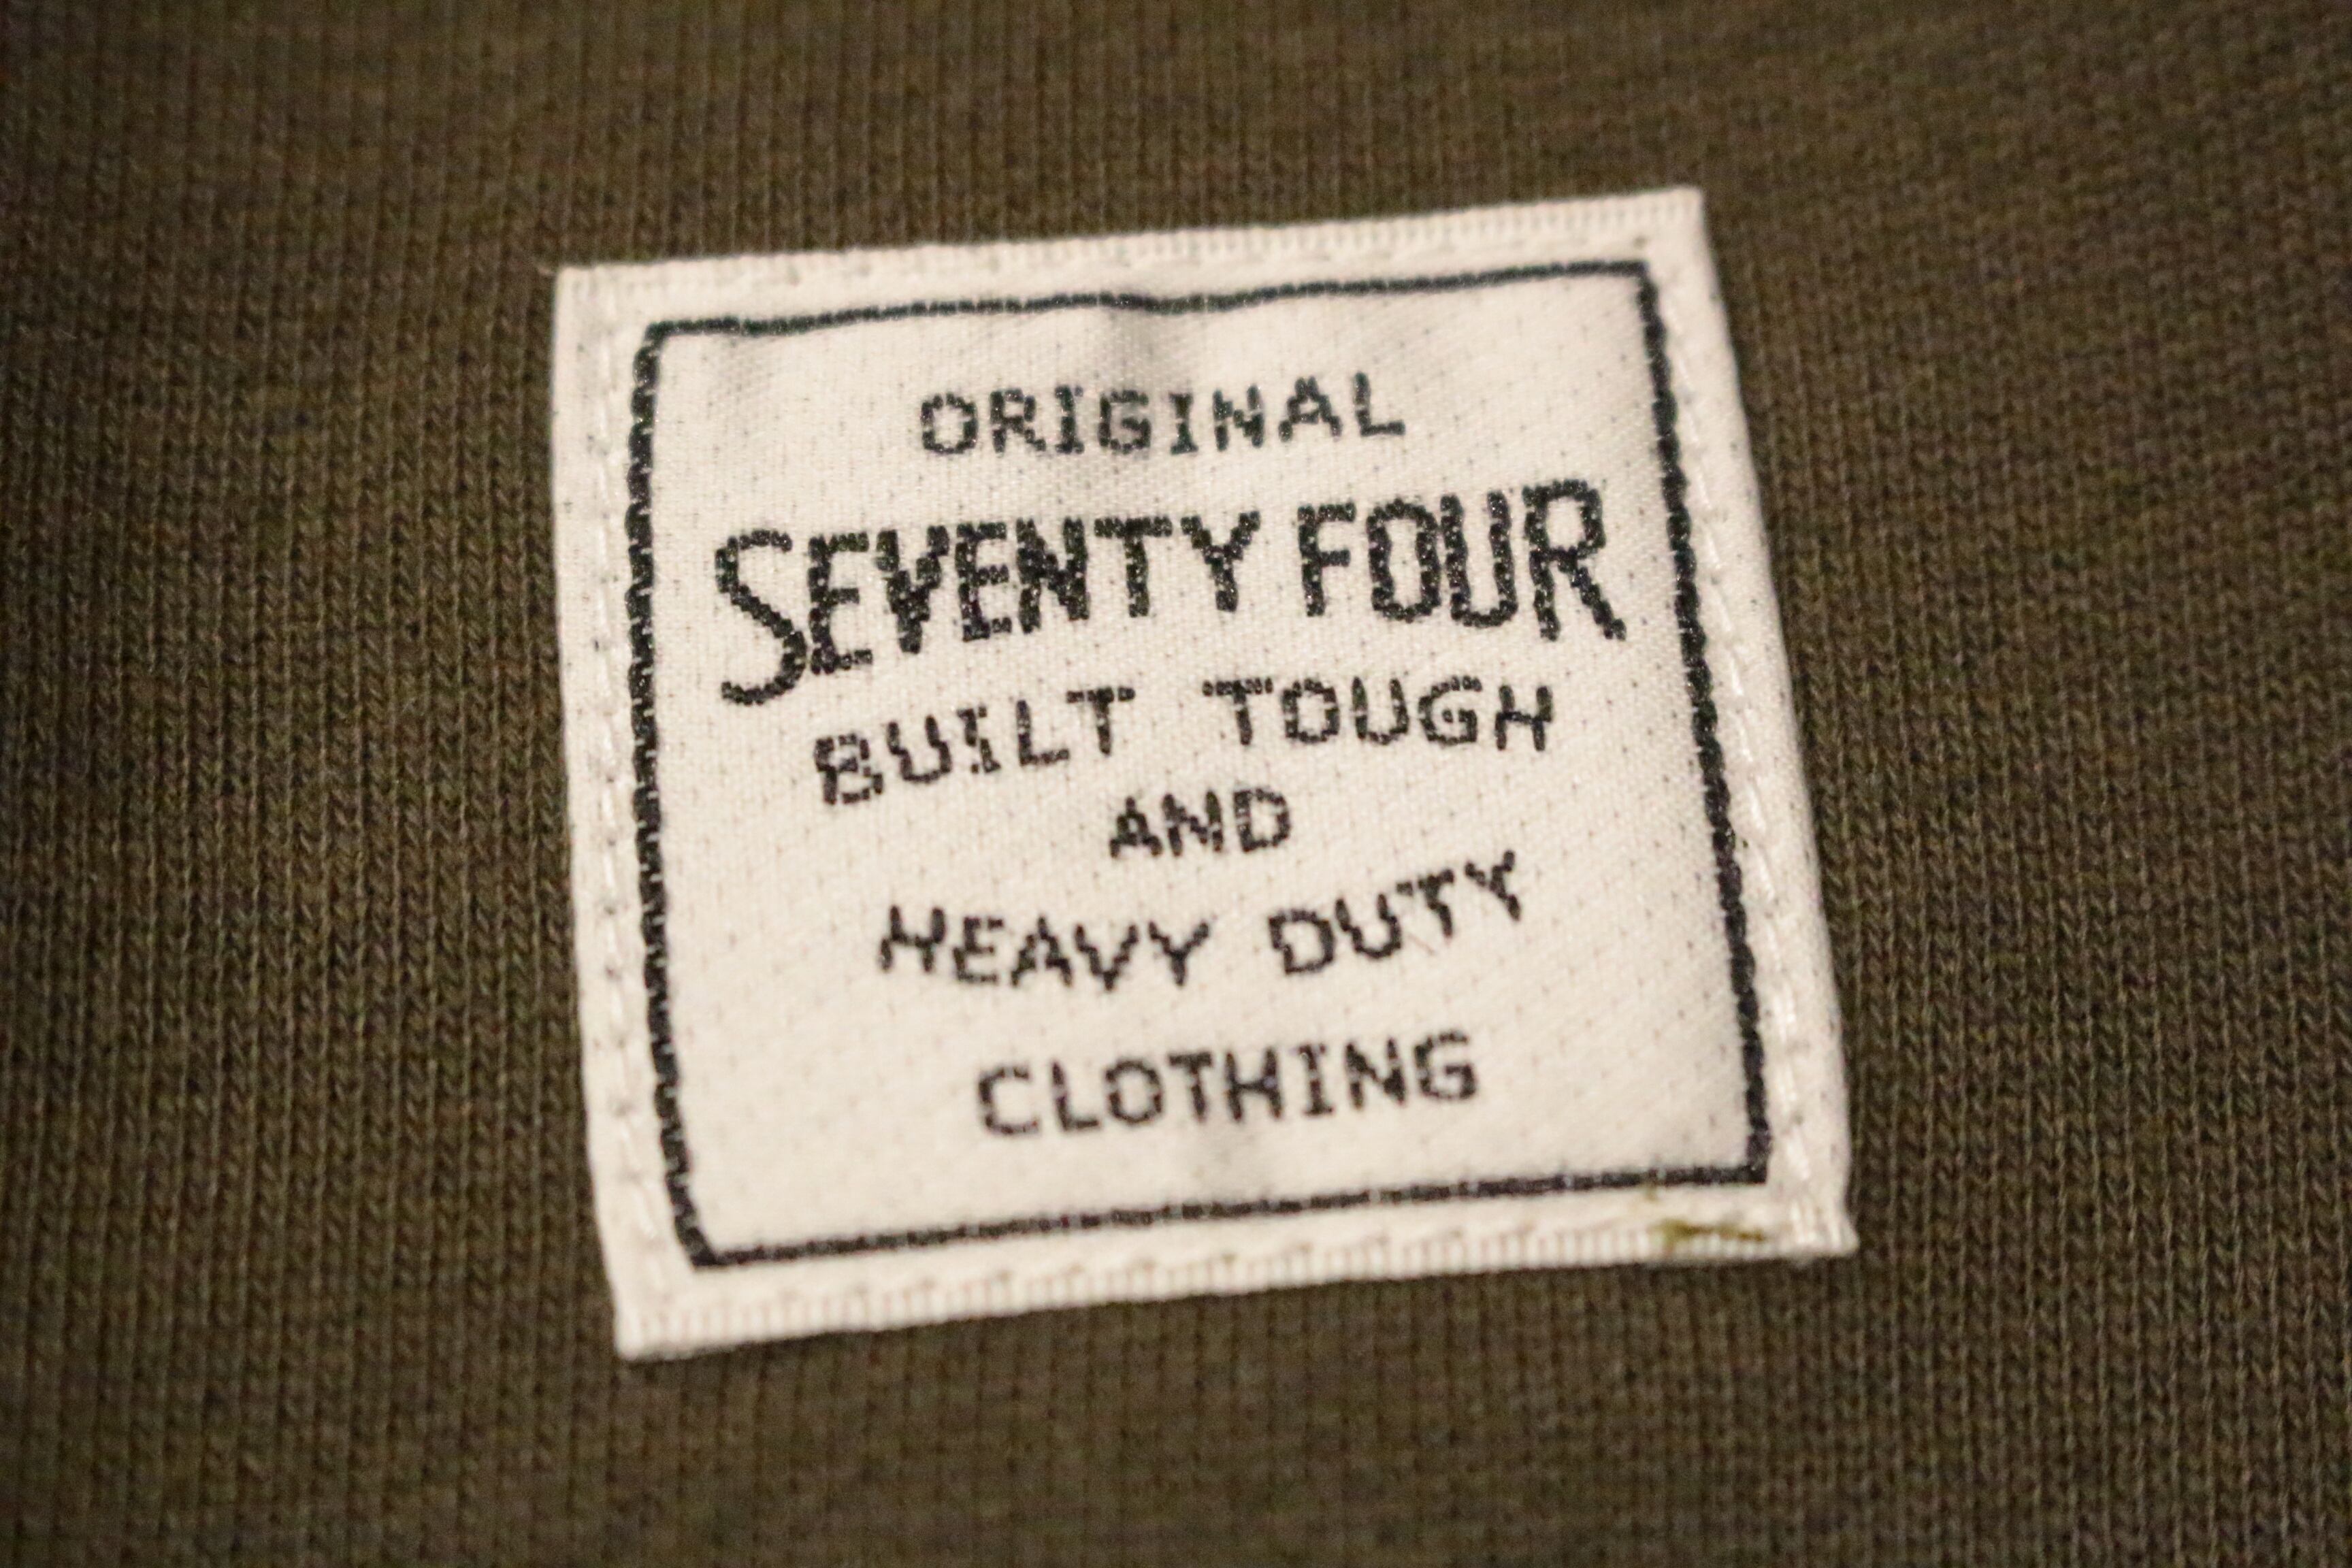 ORIGINAL
SEVENTY FOUR
BUILT TOUGH
AND
HEAVY DUTY
CLOTHING